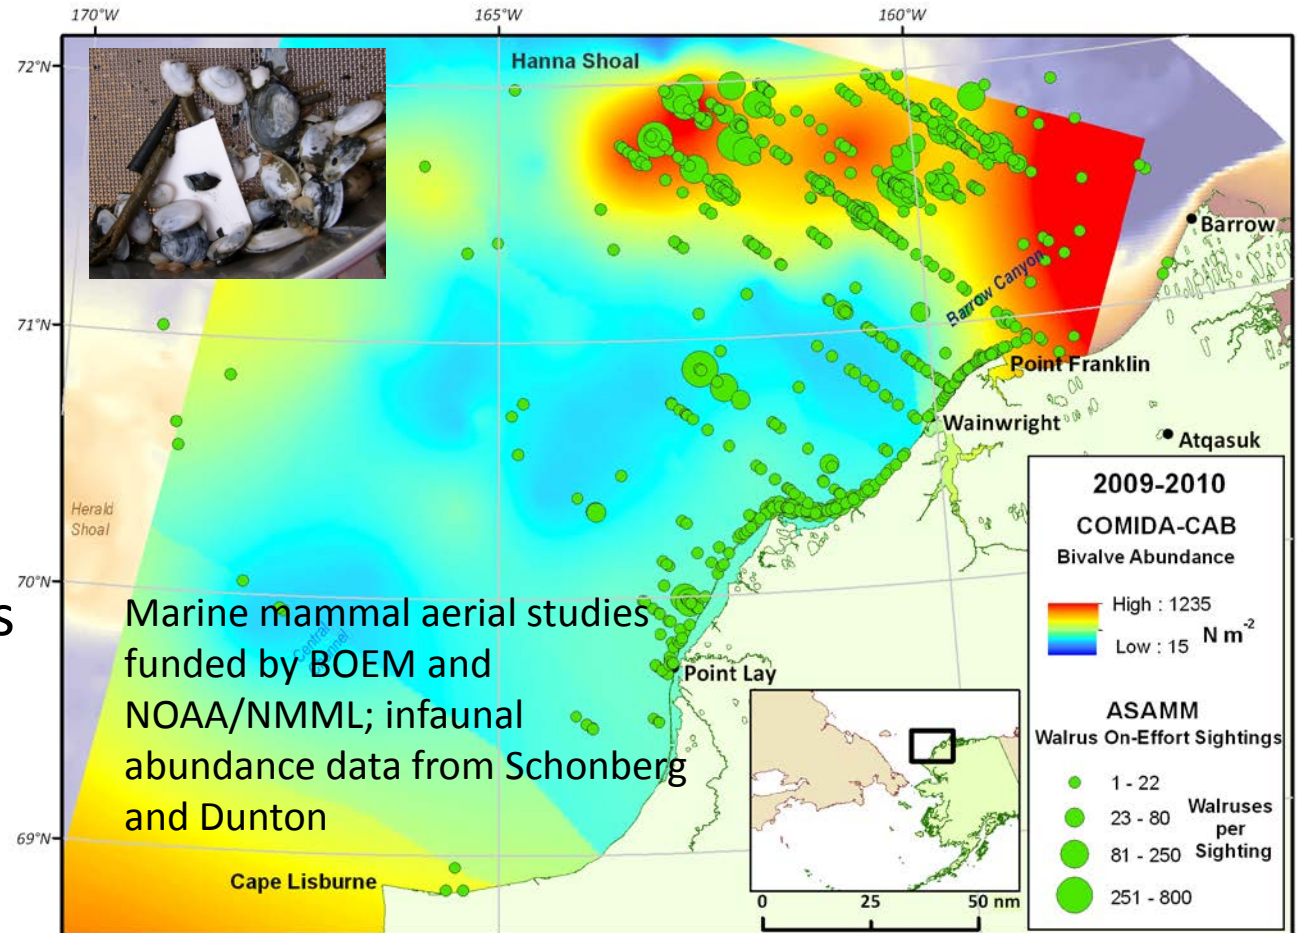 170°W
165°W
160°W
72°N
Hanna Shoal
Barrow
71°N
Barrow Canyon
Point Franklin
Wainwright
Atqasuk
Herald
Shoal
70°N
s
Central
Channel
Marine mammal aerial studies
funded by BOEM and
NOAA/NMML; infaunal
abundance data from Schonberg
and Dunton
Point Lay
69°N
Cape Lisburne
2009-2010
COMIDA-CAB
Bivalve Abundance
High : 1235
N m⁻²
Low : 15
ASAMM
Walrus On-Effort Sightings
1 - 22
23 - 80
81 - 250
251 - 800
Walruses
per
Sighting
0 25 50 nm